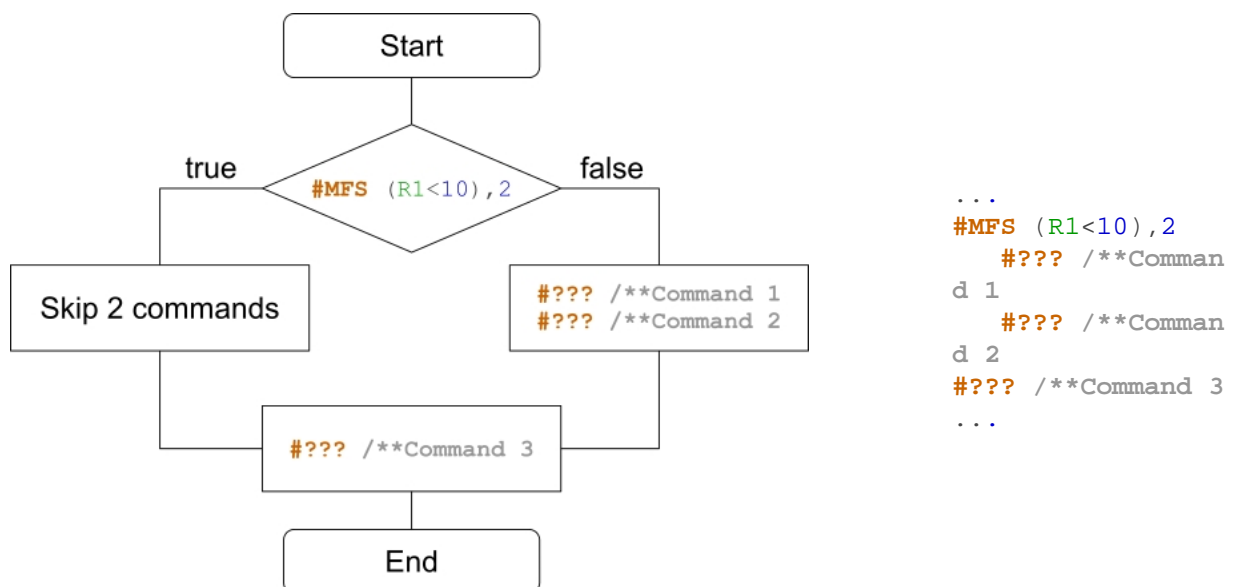 Start
true
false
#MFS (R1<10),2
Skip 2 commands
#??? /**Command 1
#??? /**Command 2
#??? /**Command 3
End
...
#MFS (R1<10),2
#??? /**Comman
d 1
#??? /**Comman
d 2
#??? /**Command 3
...